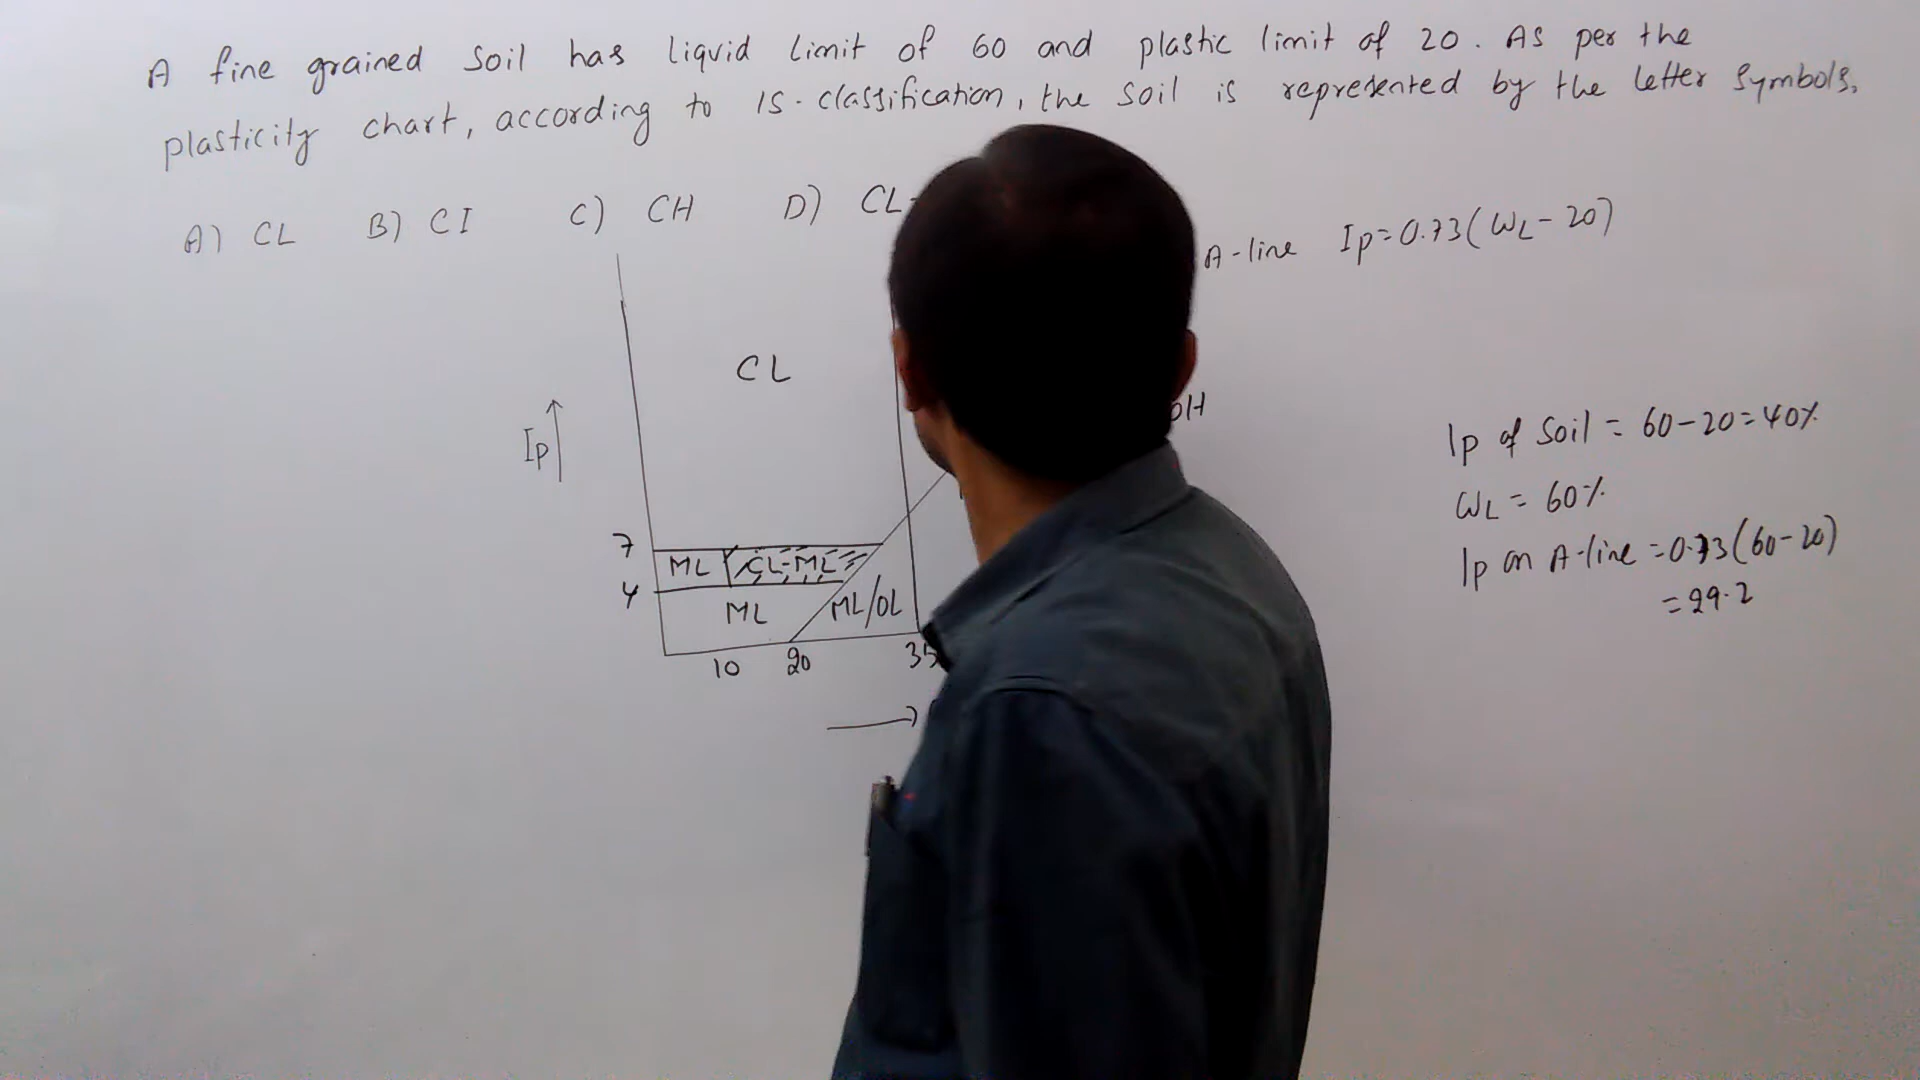 A fine grained soil has liquid limit of 60 and plastic limit of 20. As per the
plasticity chart, according to IS. classification, the soil is represented by the letter symbols.
A) CL B) CI C) CH D) CL-
A-line Ip=0.73(WL-20)
CL
OH
Ip
Ip of soil = 60-20=40%
WL = 60%
Ip on A-line =0.73(60-20)
=29.2
7
ML CL-ML
4
ML ML/OL
10 20 35